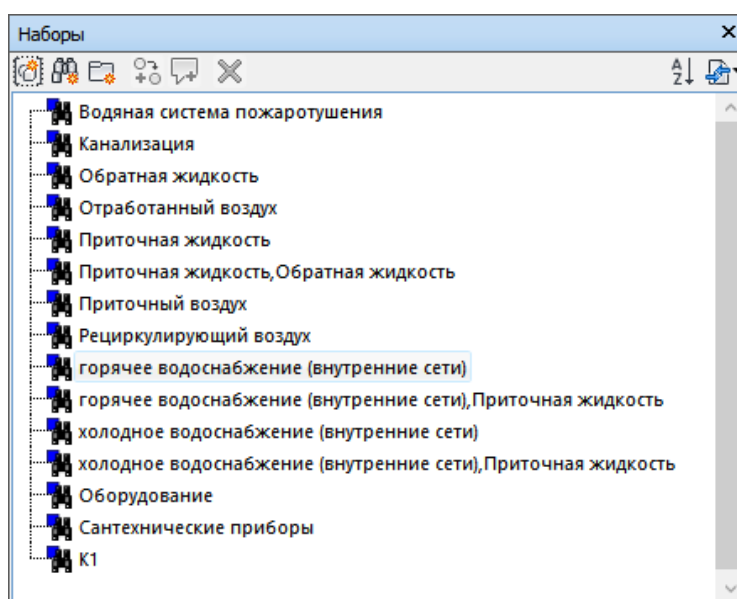 Наборы
Водяная система пожаротушения
Канализация
Обратная жидкость
Отработанный воздух
Приточная жидкость
Приточная жидкость,Обратная жидкость
Приточный воздух
Рециркулирующий воздух
горячее водоснабжение (внутренние сети)
горячее водоснабжение (внутренние сети),Приточная жидкость
холодное водоснабжение (внутренние сети)
холодное водоснабжение (внутренние сети),Приточная жидкость
Оборудование
Сантехнические приборы
К1